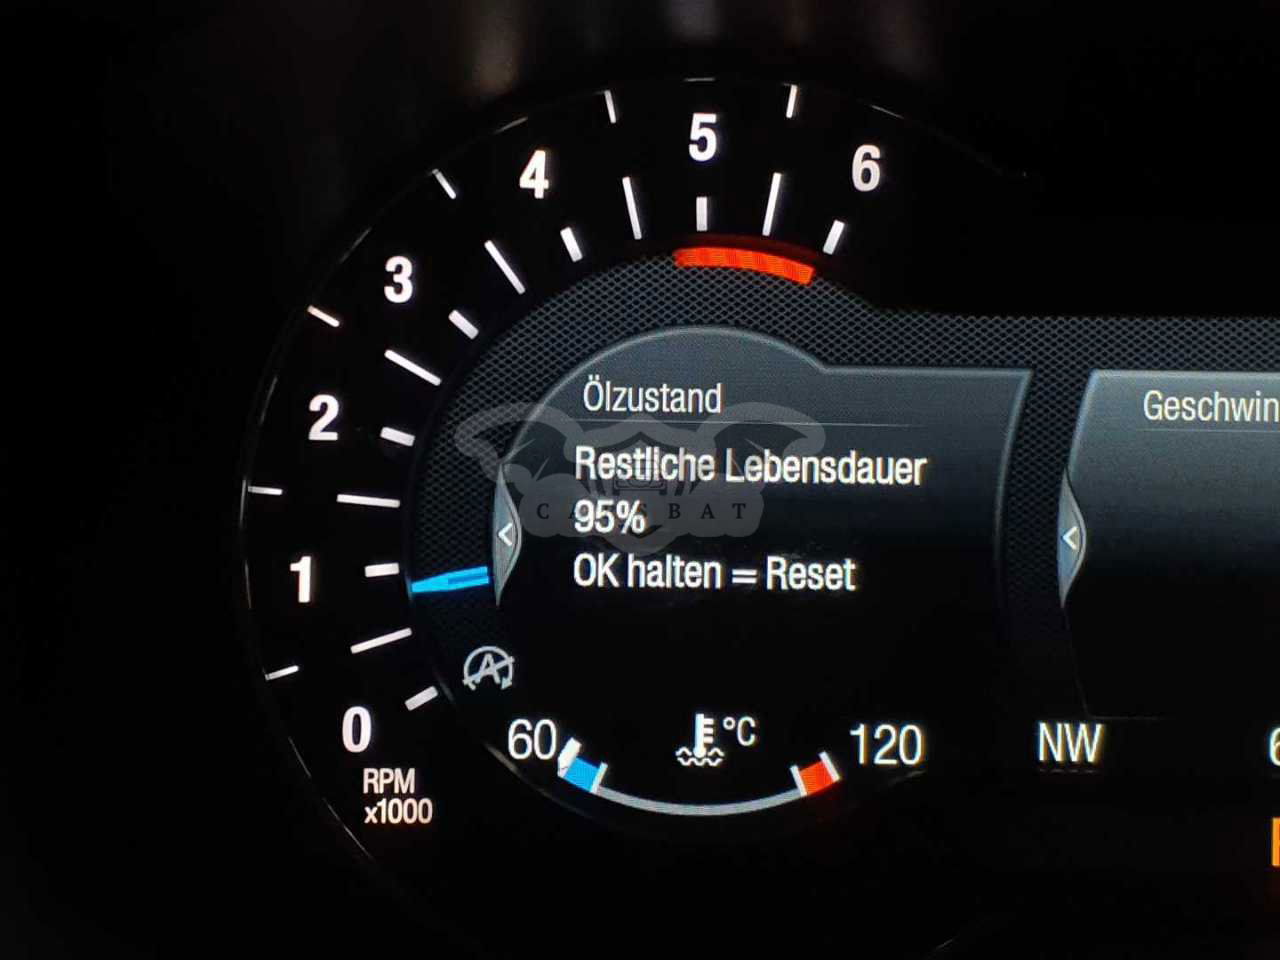 5
4
6
3
2
1
0
RPM
x1000
Ölzustand
Restliche Lebensdauer
95%
OK halten = Reset
CARSBAT
60
°C
120
Geschwin
NW